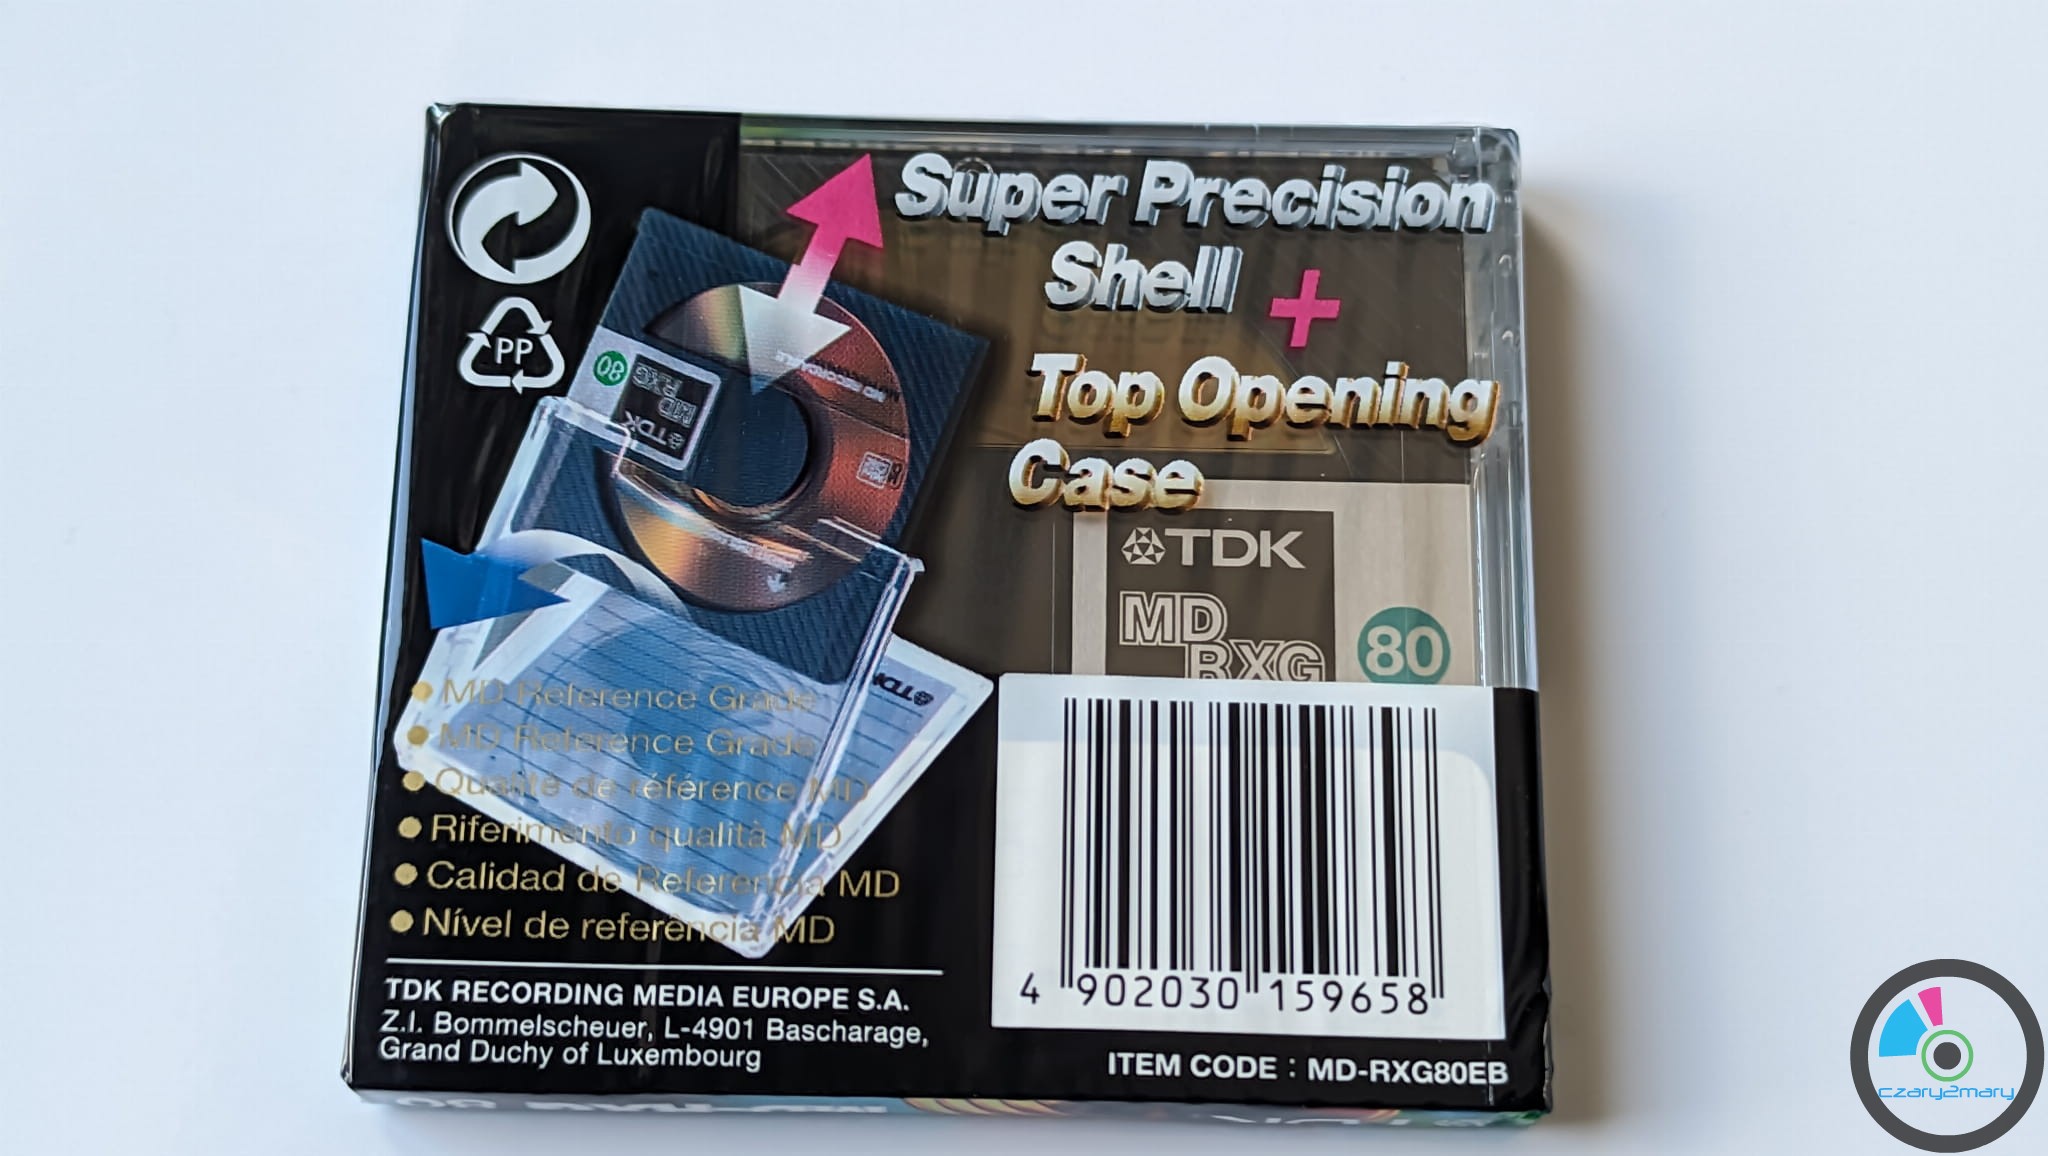 Super Precision
Shell +
Top Opening
Case
PP
80
TDK
MD
RXG
TDK
TDK
MD
RXG
80
● MD Reference Grade
● MD Reference Grade
● Qualité de référence MD
● Riferimento qualità MD
● Calidad de Referencia MD
● Nível de referência MD
TDK RECORDING MEDIA EUROPE S.A.
Z.I. Bommelscheuer, L-4901 Bascharage,
Grand Duchy of Luxembourg
4 902030 159658
ITEM CODE : MD-RXG80EB
czary2mary